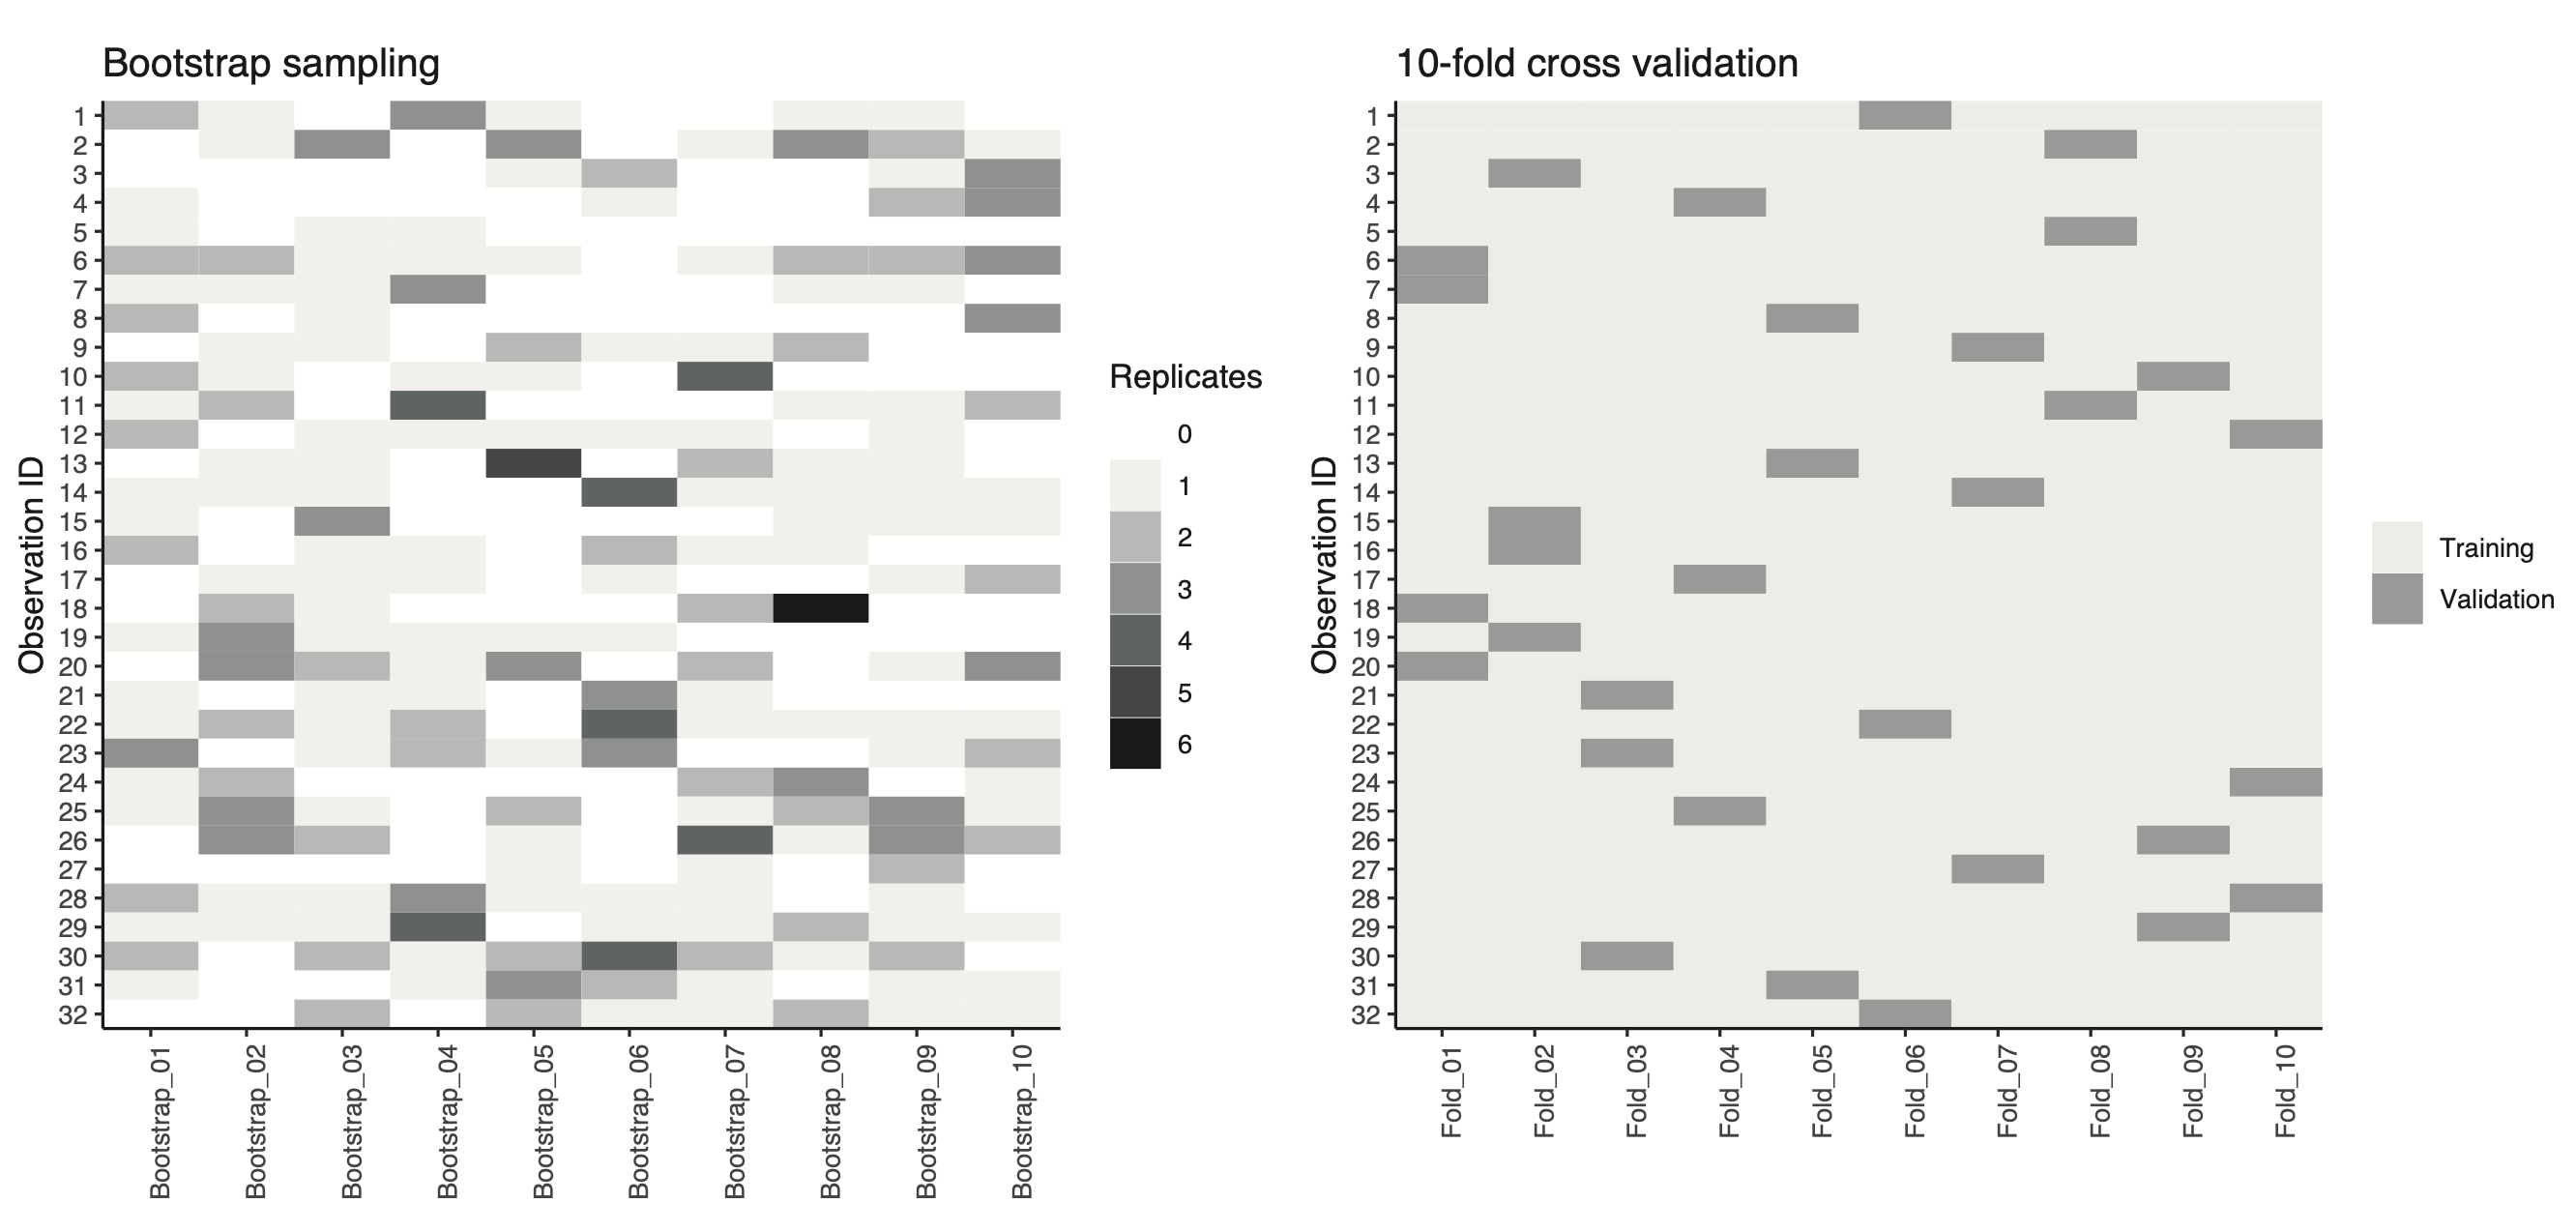 Bootstrap sampling
Observation ID
1
2
3
4
5
6
7
8
9
10
11
12
13
14
15
16
17
18
19
20
21
22
23
24
25
26
27
28
29
30
31
32
Bootstrap_01
Bootstrap_02
Bootstrap_03
Bootstrap_04
Bootstrap_05
Bootstrap_06
Bootstrap_07
Bootstrap_08
Bootstrap_09
Bootstrap_10
Replicates
0
1
2
3
4
5
6
10-fold cross validation
Observation ID
1
2
3
4
5
6
7
8
9
10
11
12
13
14
15
16
17
18
19
20
21
22
23
24
25
26
27
28
29
30
31
32
Fold_01
Fold_02
Fold_03
Fold_04
Fold_05
Fold_06
Fold_07
Fold_08
Fold_09
Fold_10
Training
Validation